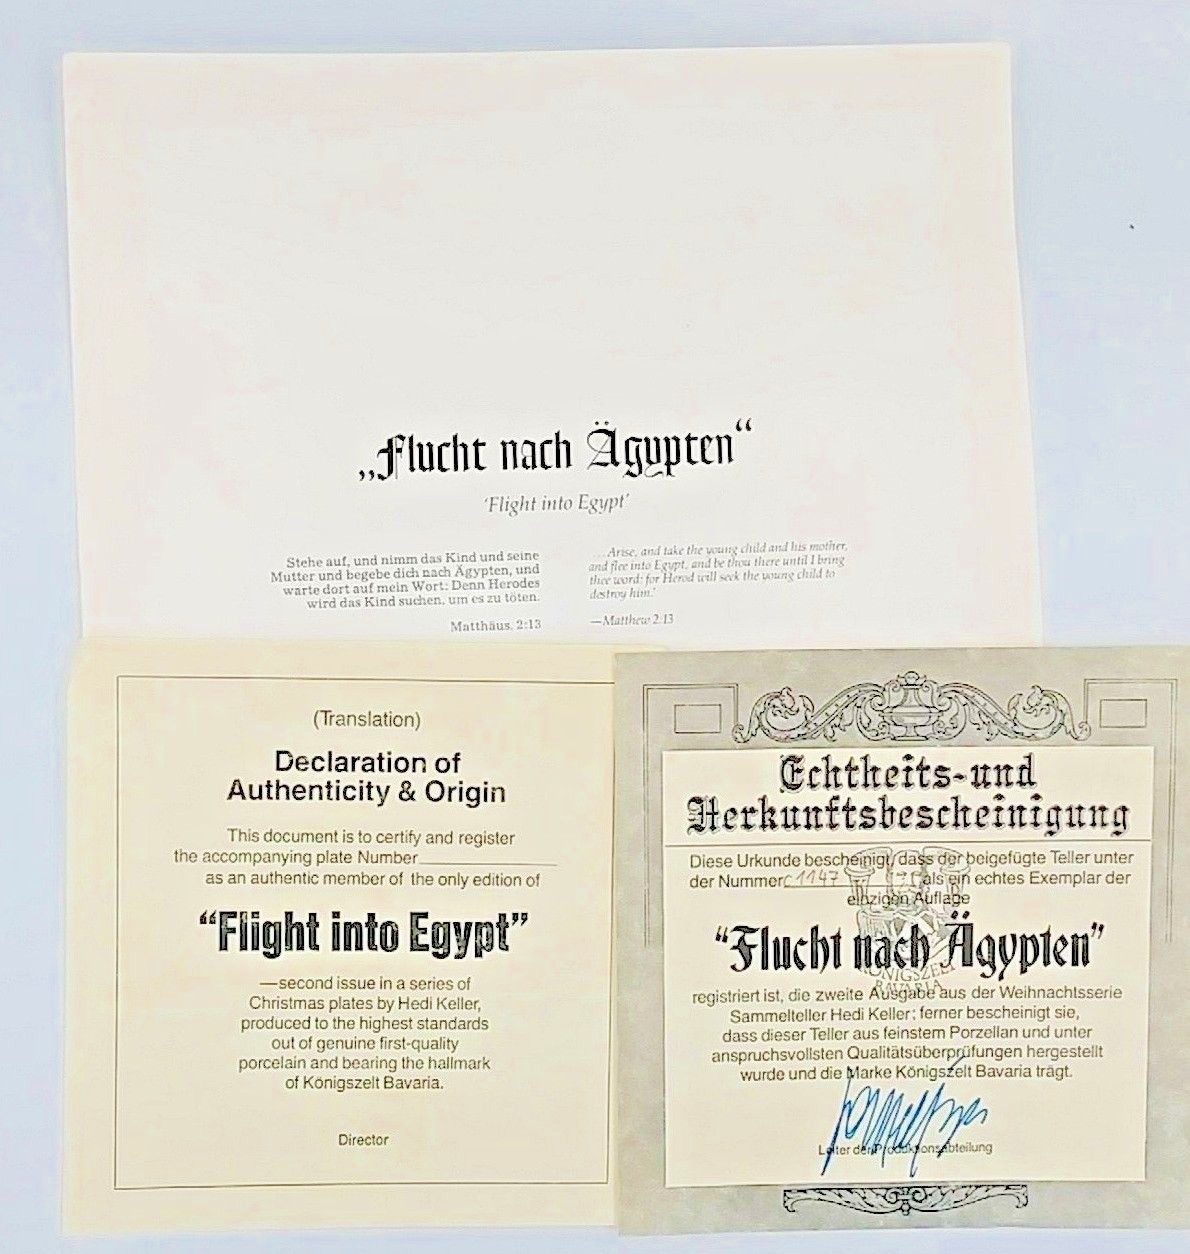 „Flucht nach Ägypten“
'Flight into Egypt'
Stehe auf, und nimm das Kind und seine
Mutter und begebe dich nach Ägypten, und
warte dort auf mein Wort: Denn Herodes
wird das Kind suchen, um es zu töten.
Matthäus. 2:13
...Arise, and take the young child and his mother,
and flee into Egypt, and be thou there until I bring
thee word: for Herod will seek the young child to
destroy him.'
—Matthew 2:13
(Translation)
Declaration of
Authenticity & Origin
This document is to certify and register
the accompanying plate Number
as an authentic member of the only edition of
“Flight into Egypt”
—second issue in a series of
Christmas plates by Hedi Keller,
produced to the highest standards
out of genuine first-quality
porcelain and bearing the hallmark
of Königszelt Bavaria.
Director
Echtheits-und
Herkunftsbescheinigung
Diese Urkunde bescheinigt, dass der beigefügte Teller unter
der Nummer 1147 als ein echtes Exemplar der
einzigen Auflage
“Flucht nach Ägypten”
KÖNIGSZELT
BAVARIA
registriert ist, die zweite Ausgabe aus der Weihnachtsserie
Sammelteller Hedi Keller; ferner bescheinigt sie,
dass dieser Teller aus feinstem Porzellan und unter
anspruchsvollsten Qualitätsüberprüfungen hergestellt
wurde und die Marke Königszelt Bavaria trägt.
Leiter der Produktionsabteilung